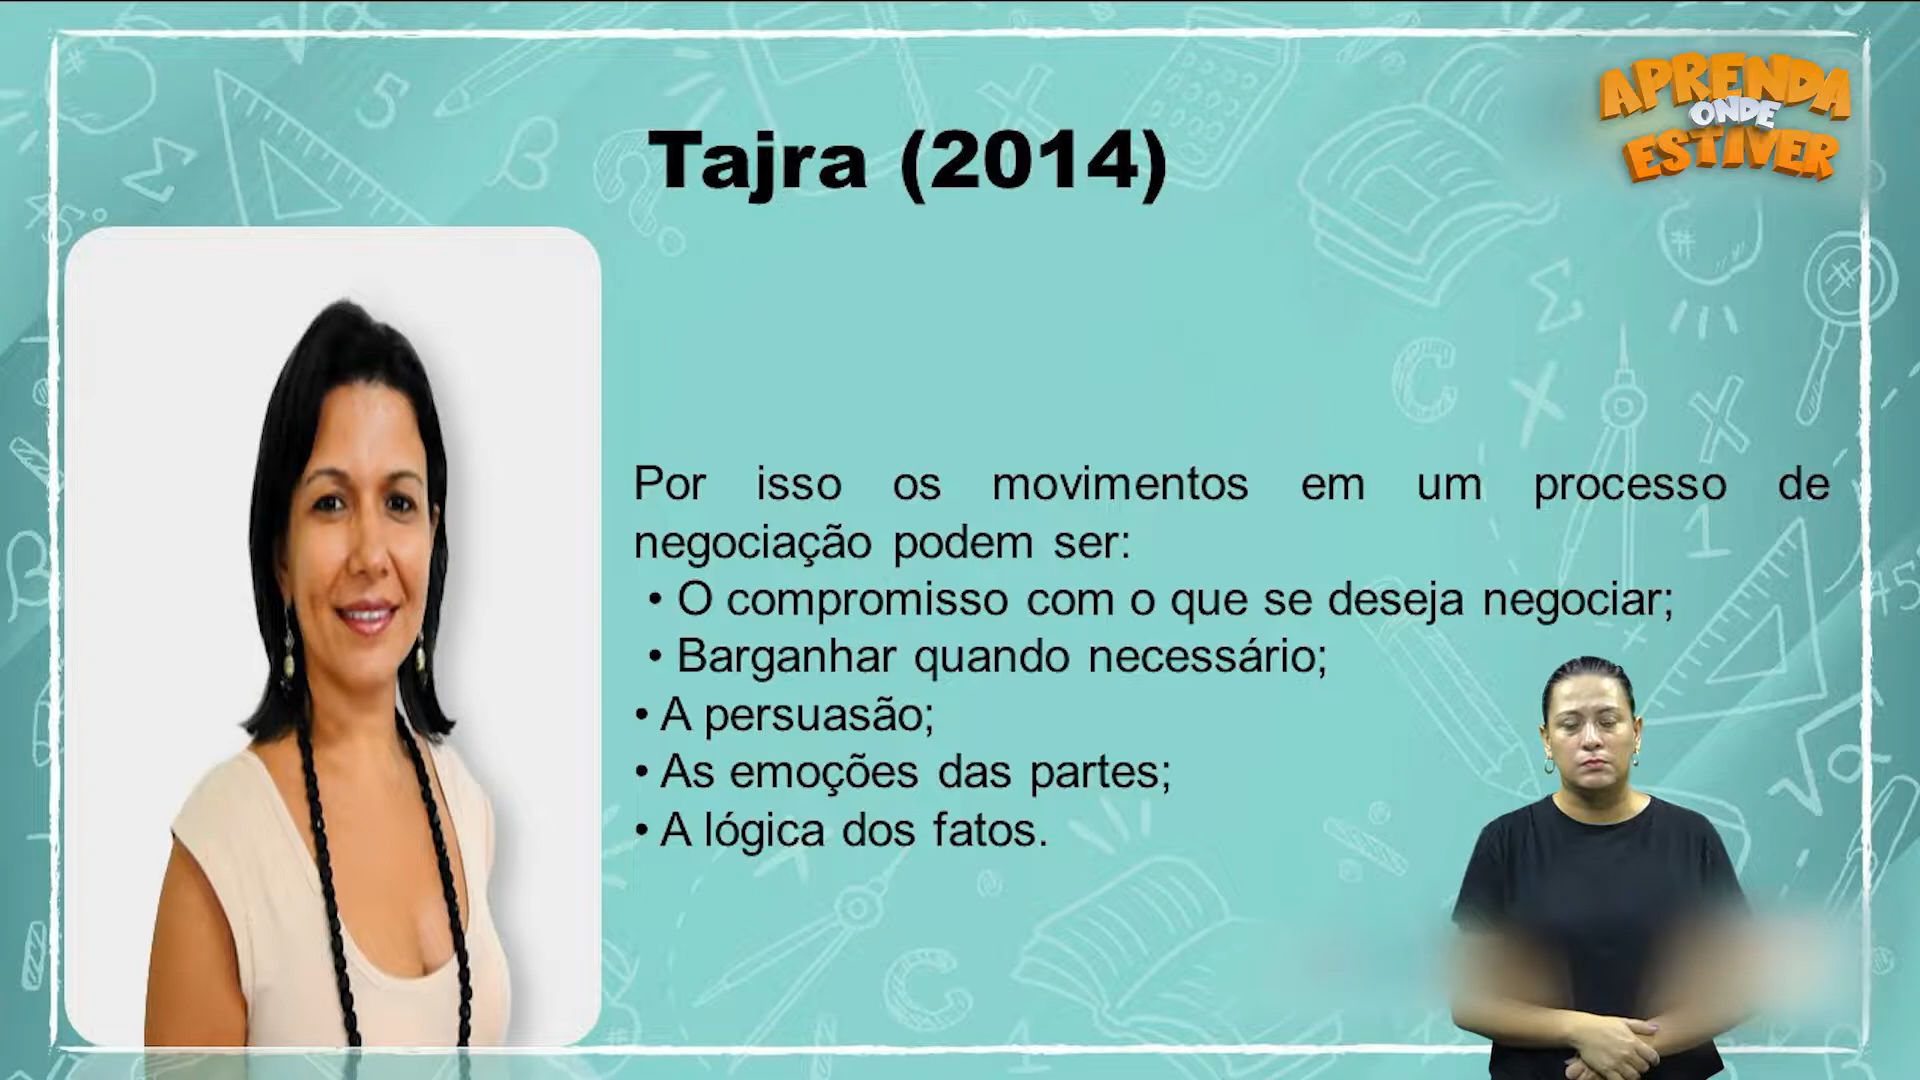 APRENDA
ONDE
ESTIVER
Tajra (2014)
Por isso os movimentos em um processo de
negociação podem ser:
• O compromisso com o que se deseja negociar;
• Barganhar quando necessário;
• A persuasão;
• As emoções das partes;
• A lógica dos fatos.